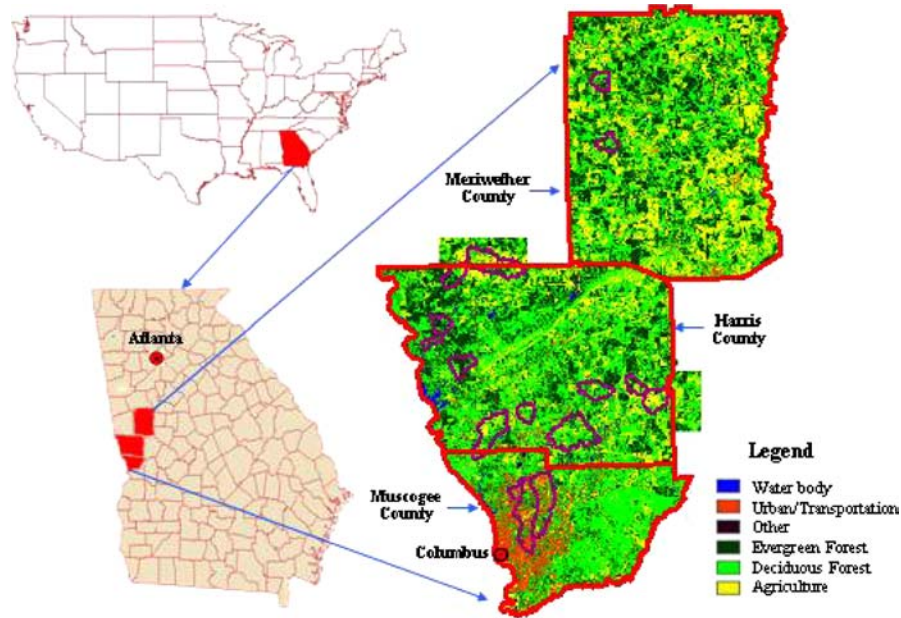 Meriwether
County
Atlanta
Harris
County
Muscogee
County
Columbus
Legend
Water body
Urban/Transportation
Other
Evergreen Forest
Deciduous Forest
Agriculture